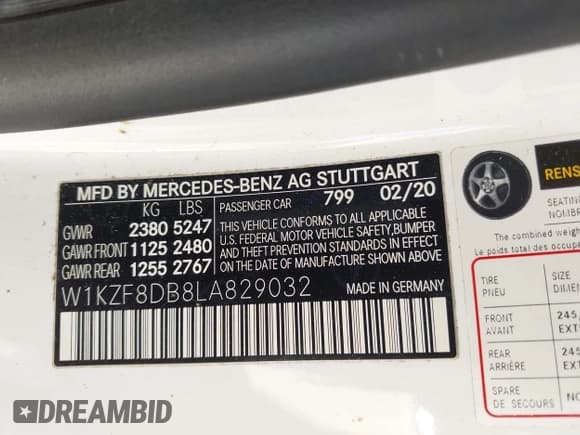 MFD BY MERCEDES-BENZ AG STUTTGART
KG LBS
PASSENGER CAR 799 02/20
GVWR 2380 5247
GAWR FRONT 1125 2480
GAWR REAR 1255 2767
THIS VEHICLE CONFORMS TO ALL APPLICABLE
U.S. FEDERAL MOTOR VEHICLE SAFETY, BUMPER
AND THEFT PREVENTION STANDARDS IN EFFECT
ON THE DATE OF MANUFACTURE SHOWN ABOVE.
W1KZF8DB8LA829032 MADE IN GERMANY
RENS
SEATING
NOMBR
The combined weigh
Le poids total des occ
TIRE
PNEU
SIZE
DIMEN
FRONT
AVANT
245
EXT
REAR
ARRIÈRE
245
EXT
SPARE
DE SECOURS
DREAMBID